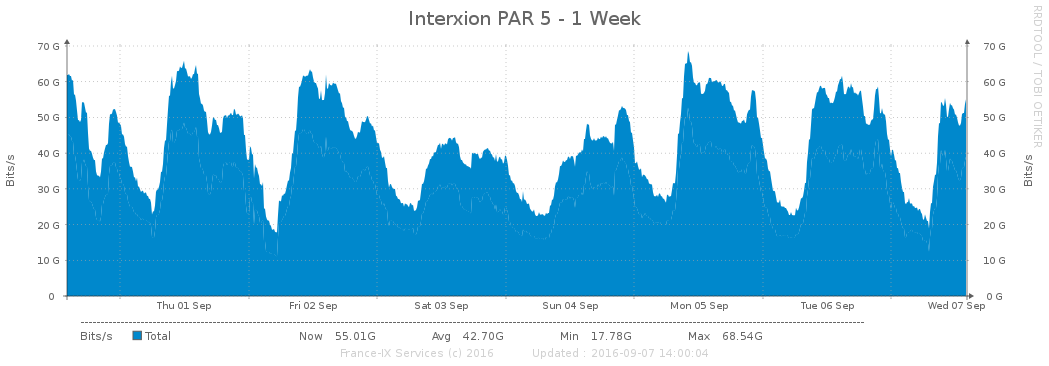 Interxion PAR 5 - 1 Week
RRDTOOL / TOBI OETIKER
Bits/s
Bits/s
70 G 70 G
60 G 60 G
50 G 50 G
40 G 40 G
30 G 30 G
20 G 20 G
10 G 10 G
0 0 G
Thu 01 Sep Fri 02 Sep Sat 03 Sep Sun 04 Sep Mon 05 Sep Tue 06 Sep Wed 07 Sep
Bits/s Total Now 55.01G Avg 42.70G Min 17.78G Max 68.54G
France-IX Services (c) 2016 Updated : 2016-09-07 14:00:04